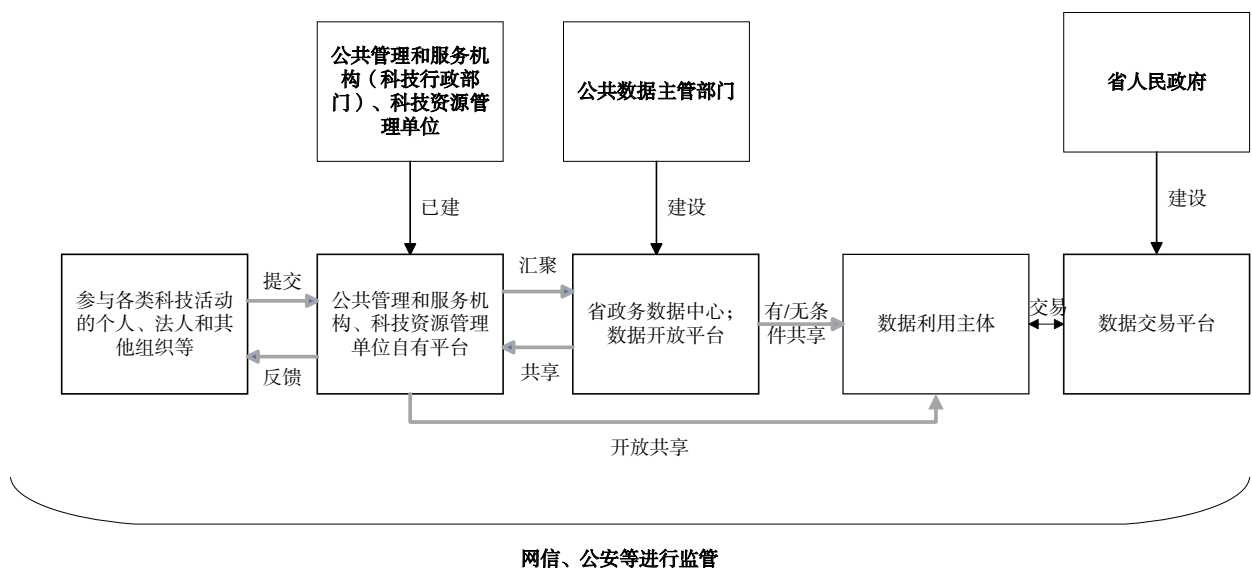 公共管理和服务机
构（科技行政部
门）、科技资源管
理单位
公共数据主管部门
省人民政府
已建
建设
建设
参与各类科技活动
的个人、法人和其
他组织等
提交
反馈
公共管理和服务机
构、科技资源管理
单位自有平台
汇聚
共享
省政务数据中心；
数据开放平台
有/无条
件共享
数据利用主体
交易
数据交易平台
开放共享
网信、公安等进行监管